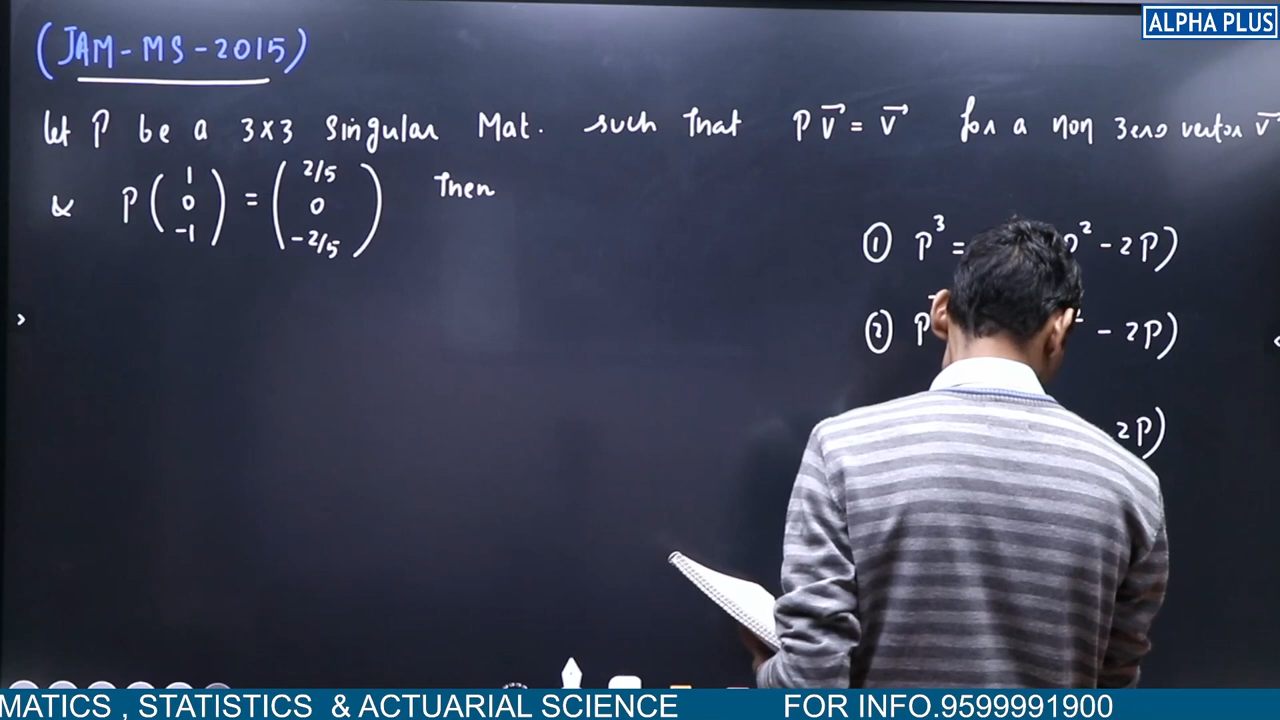 ALPHA PLUS
(JAM-MS-2015)
let P be a 3x3 singular Mat. such that P v⃗ = v⃗ for a non zero vector v⃗
& P (1 0 -1) = (2/5 0 -2/5) Then
① P³ = P² - 2P)
② P - 2P)
2P)
MATICS , STATISTICS & ACTUARIAL SCIENCE FOR INFO.9599991900